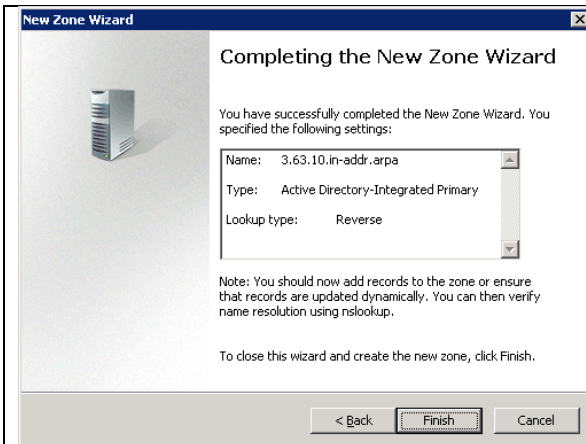 New Zone Wizard
Completing the New Zone Wizard
You have successfully completed the New Zone Wizard. You
specified the following settings:
Name: 3.63.10.in-addr.arpa
Type: Active Directory-Integrated Primary
Lookup type: Reverse
Note: You should now add records to the zone or ensure
that records are updated dynamically. You can then verify
name resolution using nslookup.
To close this wizard and create the new zone, click Finish.
< Back Finish Cancel